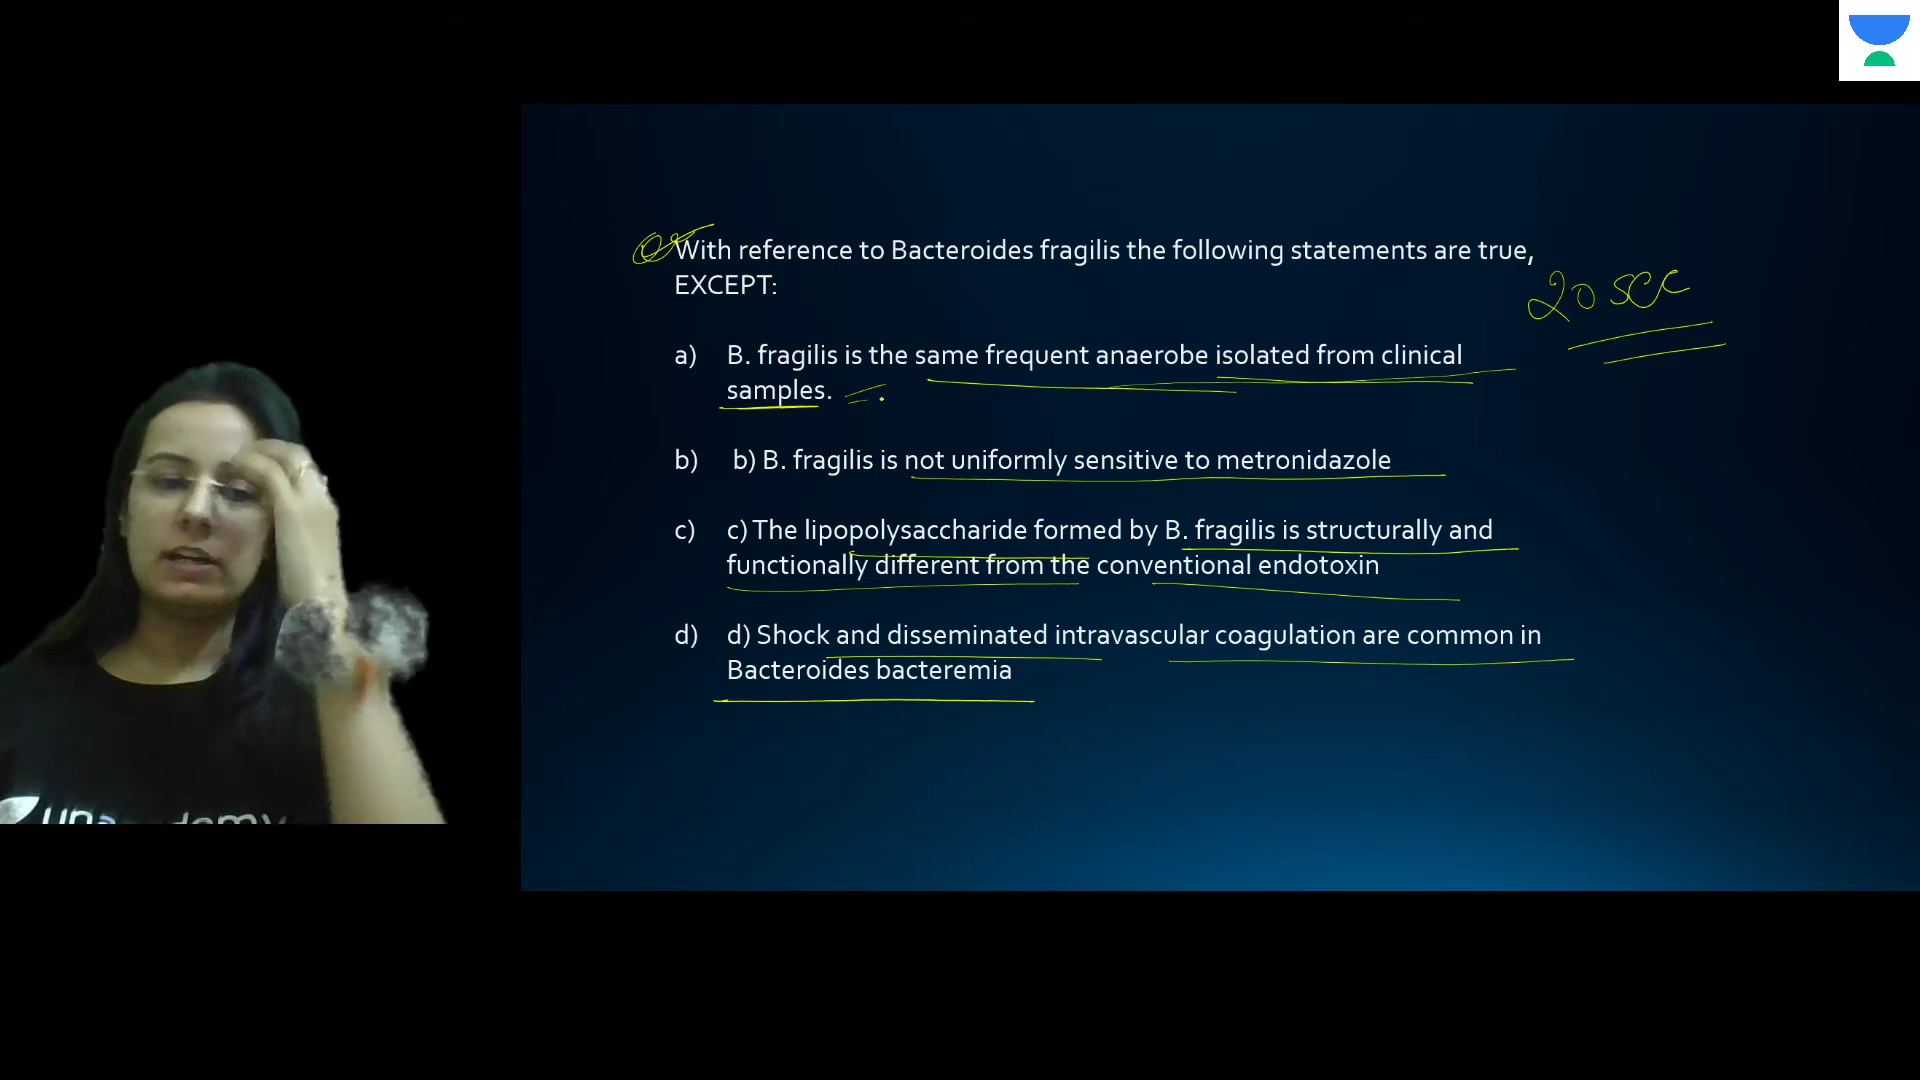 With reference to Bacteroides fragilis the following statements are true,
EXCEPT:
20 sec
a) B. fragilis is the same frequent anaerobe isolated from clinical
samples.
b) b) B. fragilis is not uniformly sensitive to metronidazole
c) c) The lipopolysaccharide formed by B. fragilis is structurally and
functionally different from the conventional endotoxin
d) d) Shock and disseminated intravascular coagulation are common in
Bacteroides bacteremia
unacademy